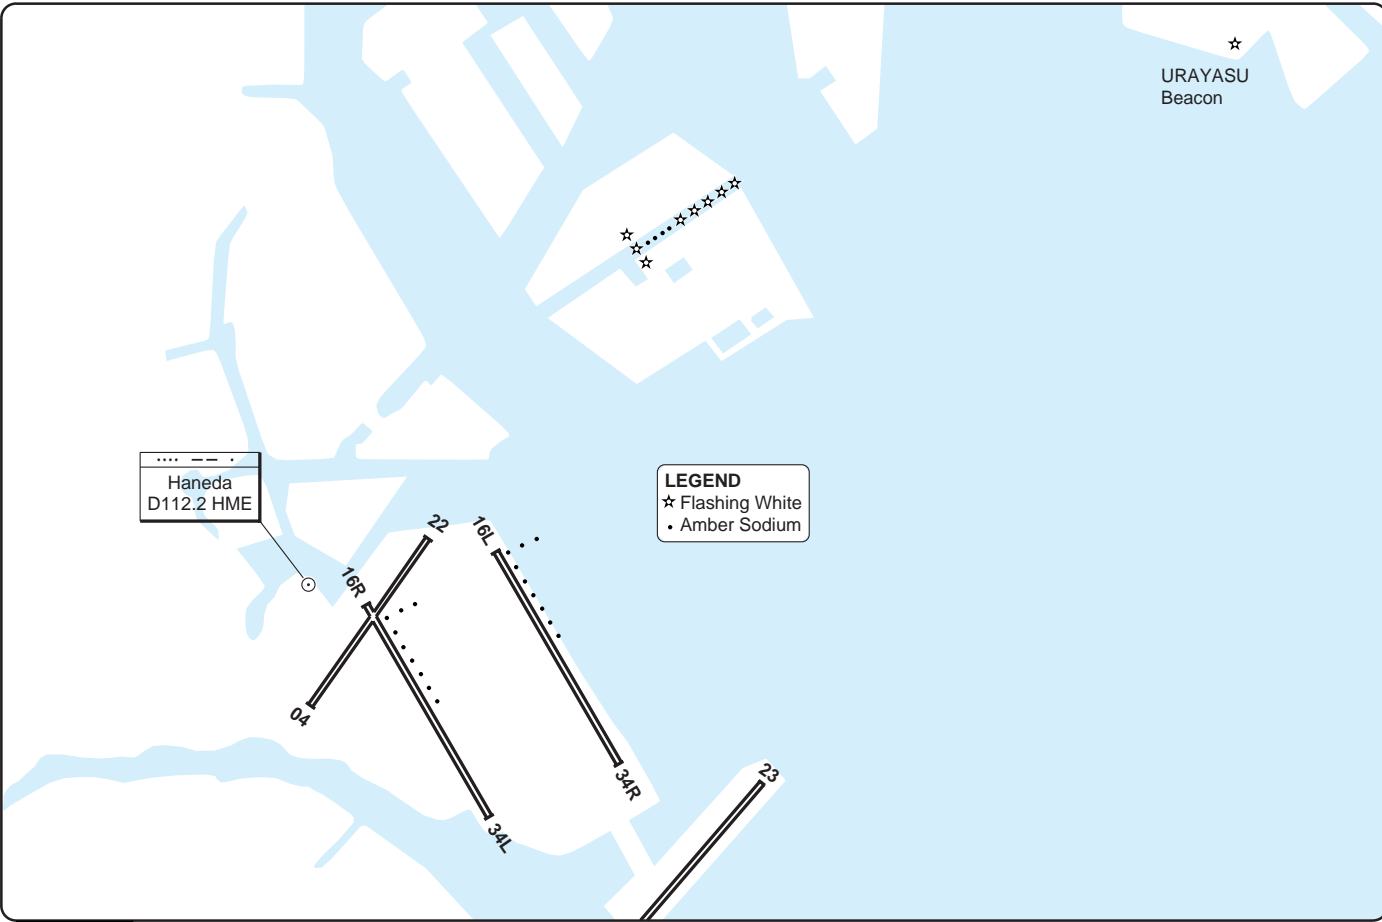 URAYASU
Beacon
Haneda
D112.2 HME
LEGEND
Flashing White
Amber Sodium
22
16L
16R
04
34R
34L
23